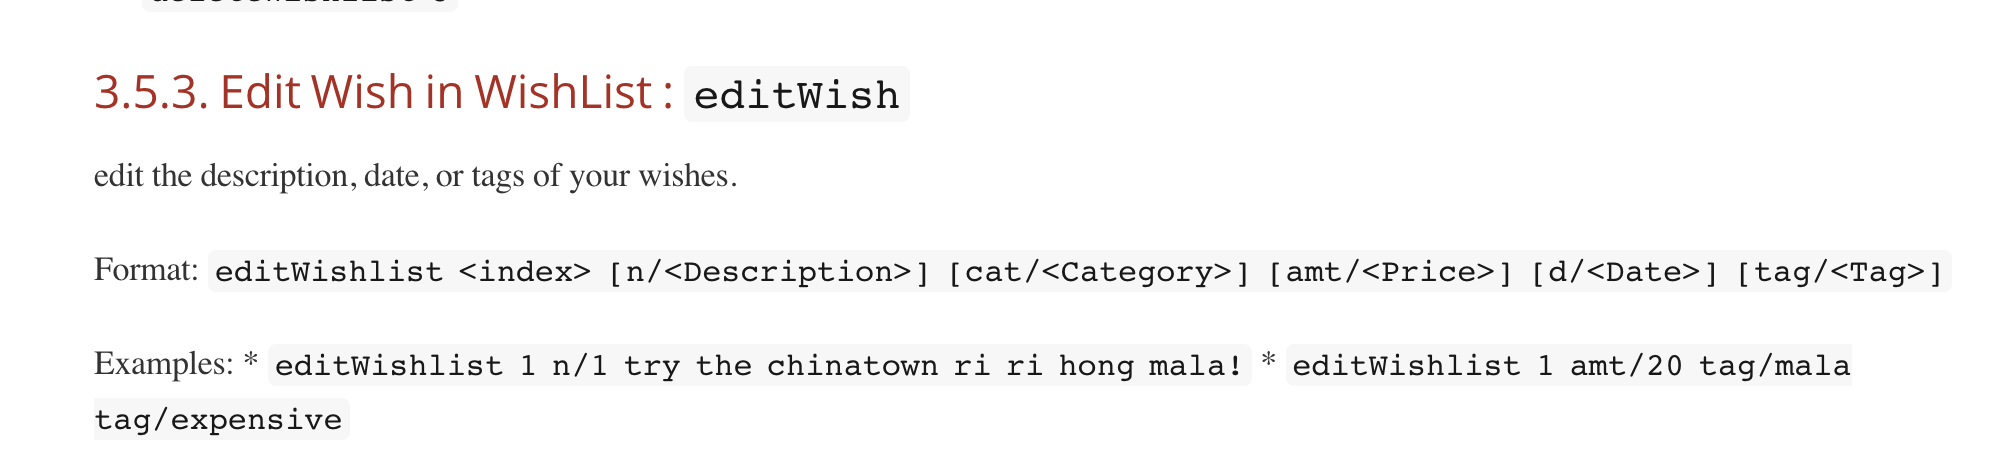 3.5.3. Edit Wish in WishList : editWish
edit the description, date, or tags of your wishes.
Format: editWishlist <index> [n/<Description>] [cat/<Category>] [amt/<Price>] [d/<Date>] [tag/<Tag>]
Examples: * editWishlist 1 n/1 try the chinatown ri ri hong mala! * editWishlist 1 amt/20 tag/mala
tag/expensive